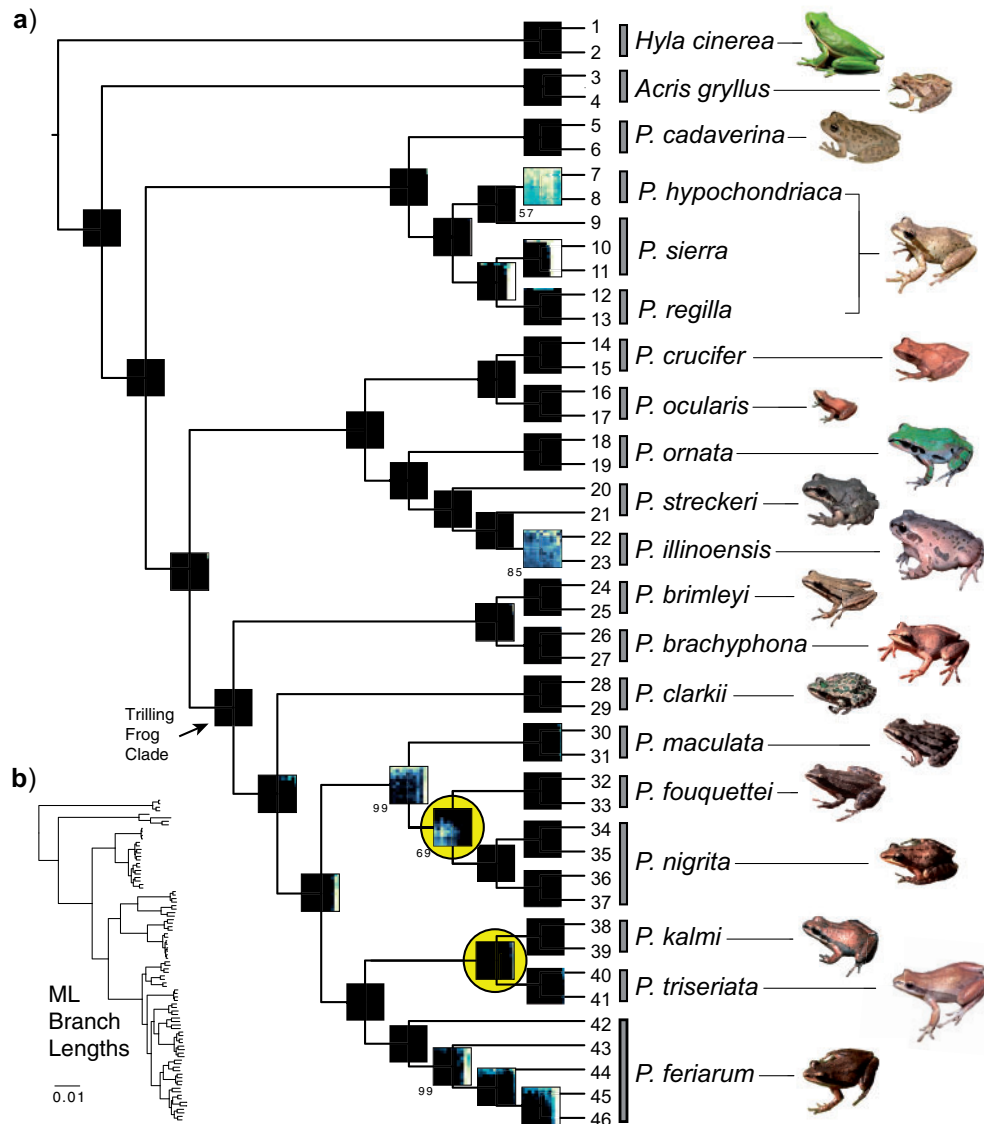 a)
1
2
Hyla cinerea
3
4
Acris gryllus
5
6
P. cadaverina
7
8
P. hypochondriaca
57
9
10
11
P. sierra
12
13
P. regilla
14
15
P. crucifer
16
17
P. ocularis
18
19
P. ornata
20
21
P. streckeri
22
23
P. illinoensis
85
24
25
P. brimleyi
26
27
P. brachyphona
28
29
P. clarkii
Trilling
Frog
Clade
30
31
P. maculata
99
32
33
P. fouquettei
69
34
35
36
37
P. nigrita
38
39
P. kalmi
40
41
P. triseriata
42
43
44
45
46
P. feriarum
99
b)
ML
Branch
Lengths
0.01